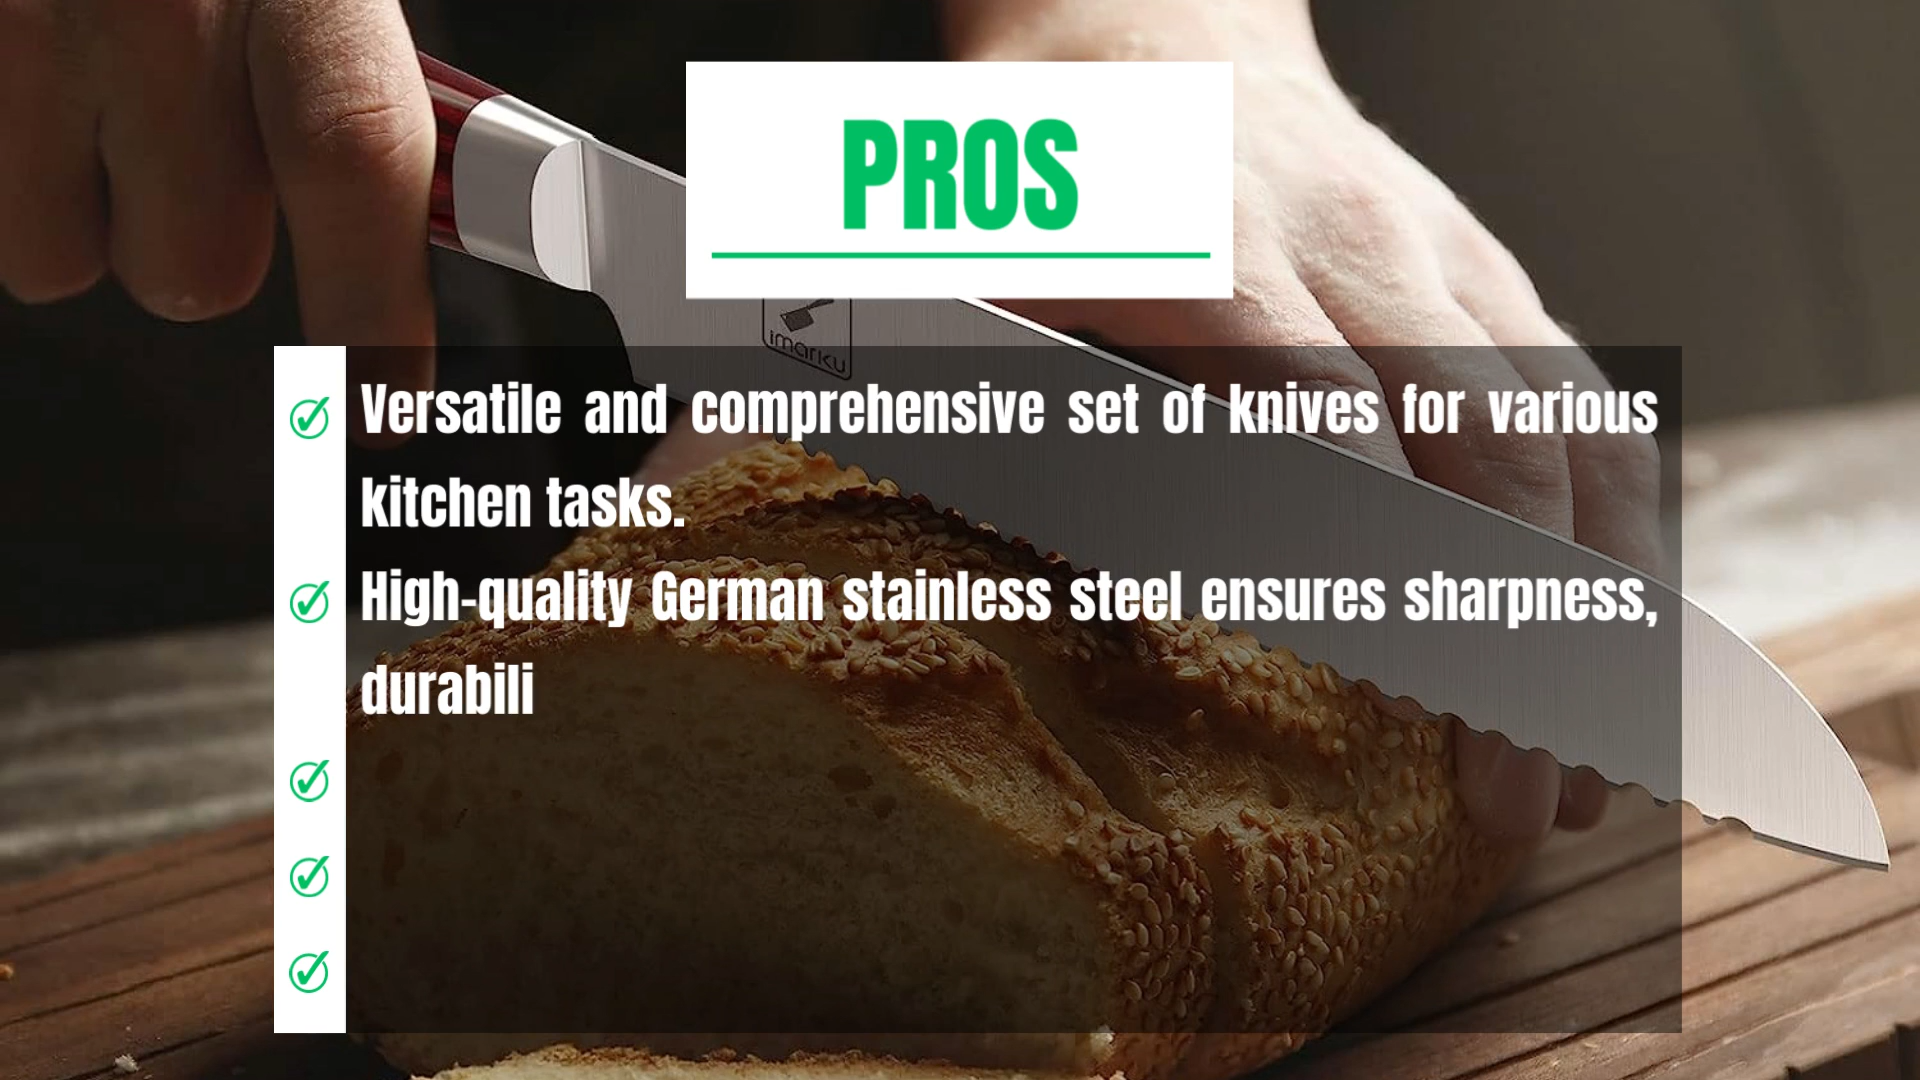 PROS
imarku
Versatile and comprehensive set of knives for various
kitchen tasks.
High-quality German stainless steel ensures sharpness,
durabili